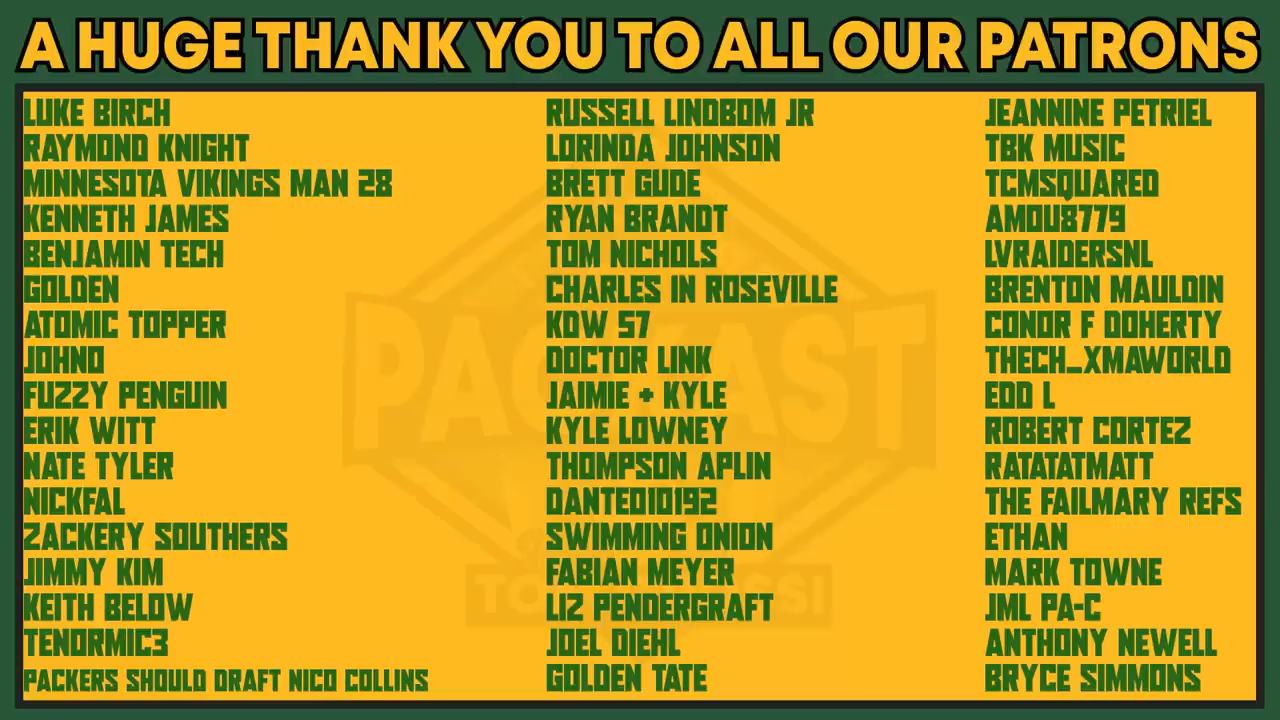 A HUGE THANK YOU TO ALL OUR PATRONS
LUKE BIRCH
RAYMOND KNIGHT
MINNESOTA VIKINGS MAN 28
KENNETH JAMES
BENJAMIN TECH
GOLDEN
ATOMIC TOPPER
JOHNO
FUZZY PENGUIN
ERIK WITT
NATE TYLER
NICKFAL
ZACKERY SOUTHERS
JIMMY KIM
KEITH BELOW
TENORMIC3
PACKERS SHOULD DRAFT NICO COLLINS
RUSSELL LINDBOM JR
LORINDA JOHNSON
BRETT GUDE
RYAN BRANDT
TOM NICHOLS
CHARLES IN ROSEVILLE
KDW 57
DOCTOR LINK
JAIMIE + KYLE
KYLE LOWNEY
THOMPSON APLIN
DANTE010192
SWIMMING ONION
FABIAN MEYER
LIZ PENDERGRAFT
JOEL DIEHL
GOLDEN TATE
JEANNINE PETRIEL
TBK MUSIC
TCMSQUARED
AMOU8779
LVRAIDERSNL
BRENTON MAULDIN
CONOR F DOHERTY
THECH_XMAWORLD
EDD L
ROBERT CORTEZ
RATATATMATT
THE FAILMARY REFS
ETHAN
MARK TOWNE
JML PA-C
ANTHONY NEWELL
BRYCE SIMMONS
PACKAST